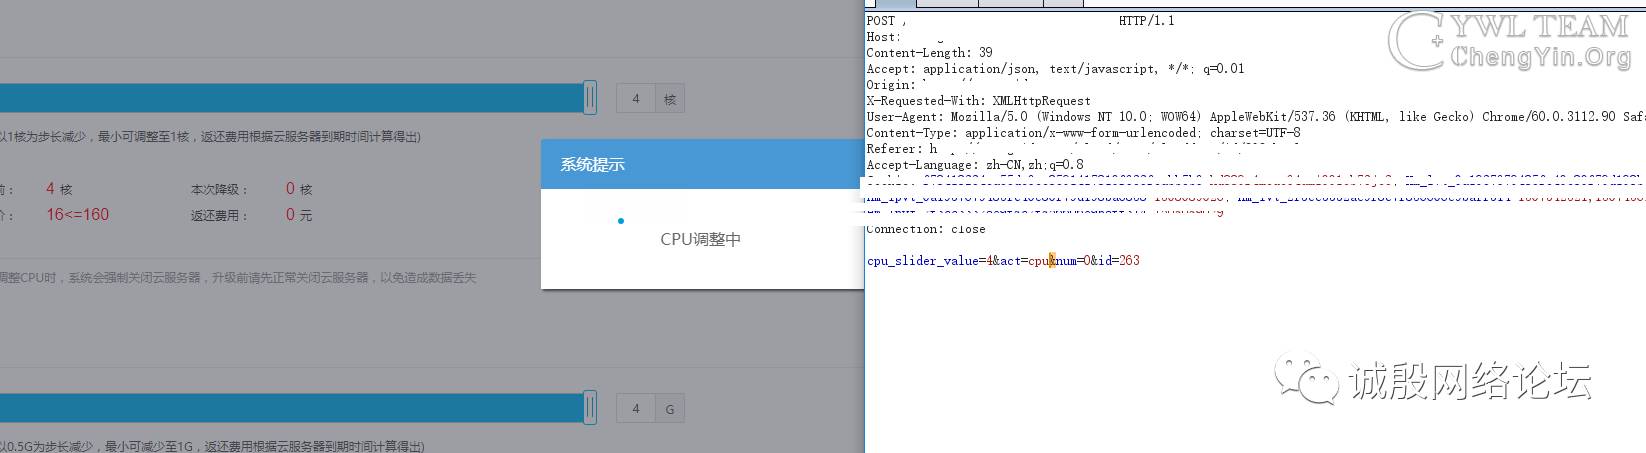 4 核
以1核为步长减少，最小可调整至1核，返还费用根据云服务器到期时间计算得出)
前： 4 核 本次降级： 0 核
价： 16<=160 返还费用： 0 元
调整CPU时，系统会强制关闭云服务器，升级前请先正常关闭云服务器，以免造成数据丢失
4 G
以0.5G为步长减少，最小可减少至1G，返还费用根据云服务器到期时间计算得出)
系统提示
CPU调整中
POST / HTTP/1.1
Host:
Content-Length: 39
Accept: application/json, text/javascript, */*; q=0.01
Origin:
X-Requested-With: XMLHttpRequest
User-Agent: Mozilla/5.0 (Windows NT 10.0; WOW64) AppleWebKit/537.36 (KHTML, like Gecko) Chrome/60.0.3112.90 Safa
Content-Type: application/x-www-form-urlencoded; charset=UTF-8
Referer: h
Accept-Language: zh-CN,zh;q=0.8
Connection: close
cpu_slider_value=4&act=cpu&num=0&id=263
CYWL TEAM
ChengYin.Org
诚殷网络论坛